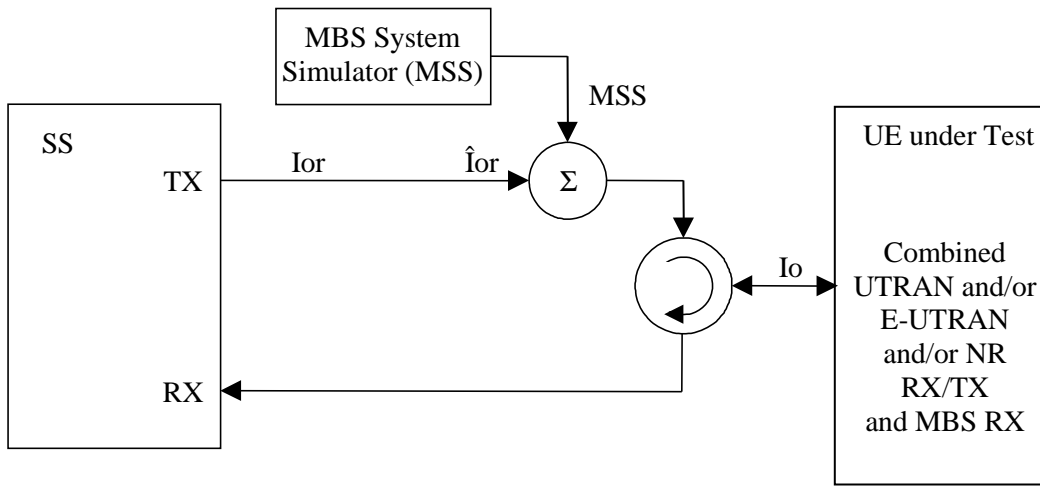 MBS System
Simulator (MSS)
MSS
SS
UE under Test
TX
Ior
Îor
Σ
Io
Combined
UTRAN and/or
E-UTRAN
and/or NR
RX/TX
and MBS RX
RX